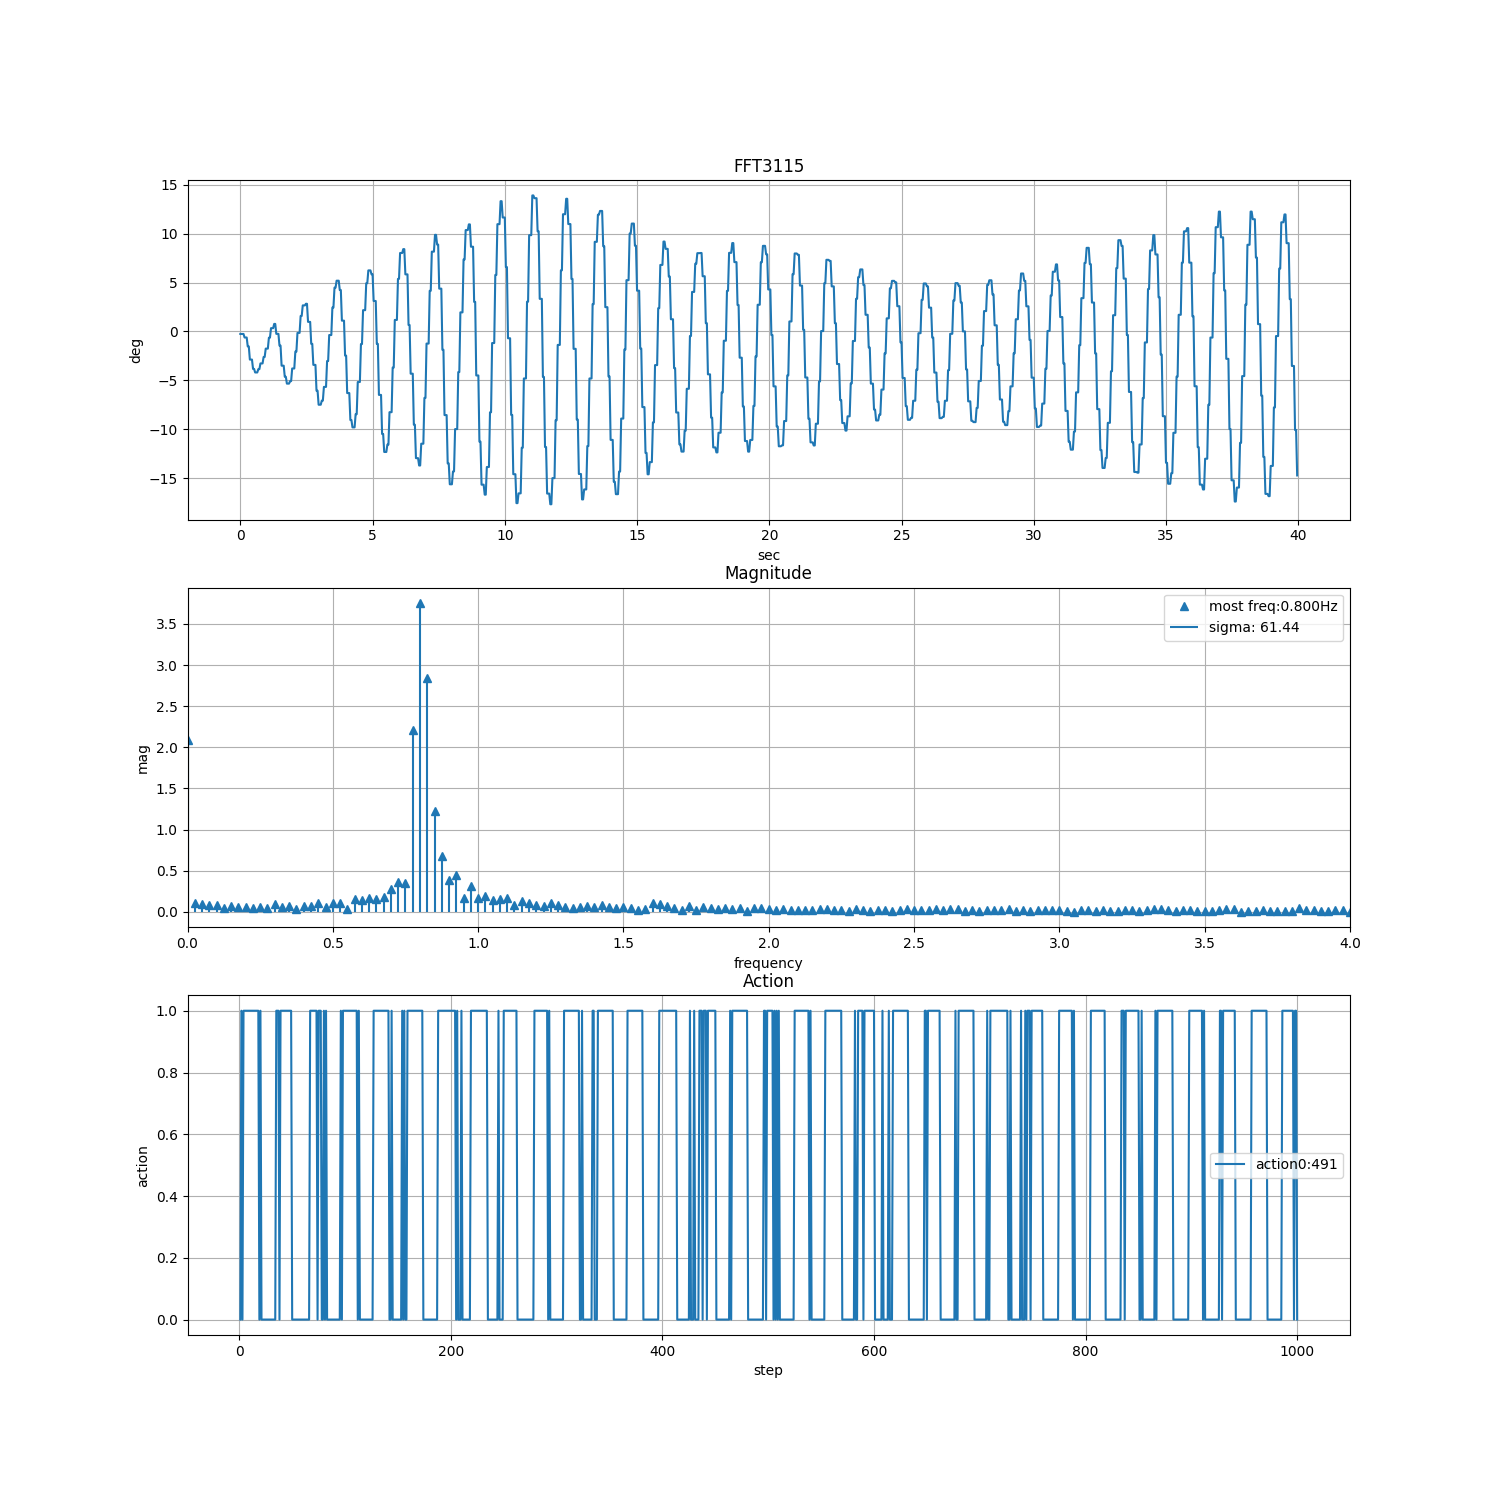 FFT3115
15
10
5
0
−5
−10
−15
deg
0 5 10 15 20 25 30 35 40
sec
Magnitude
most freq:0.800Hz
sigma: 61.44
3.5
3.0
2.5
2.0
1.5
1.0
0.5
0.0
mag
0.0 0.5 1.0 1.5 2.0 2.5 3.0 3.5 4.0
frequency
Action
1.0
0.8
0.6
0.4
0.2
0.0
action
action0:491
0 200 400 600 800 1000
step